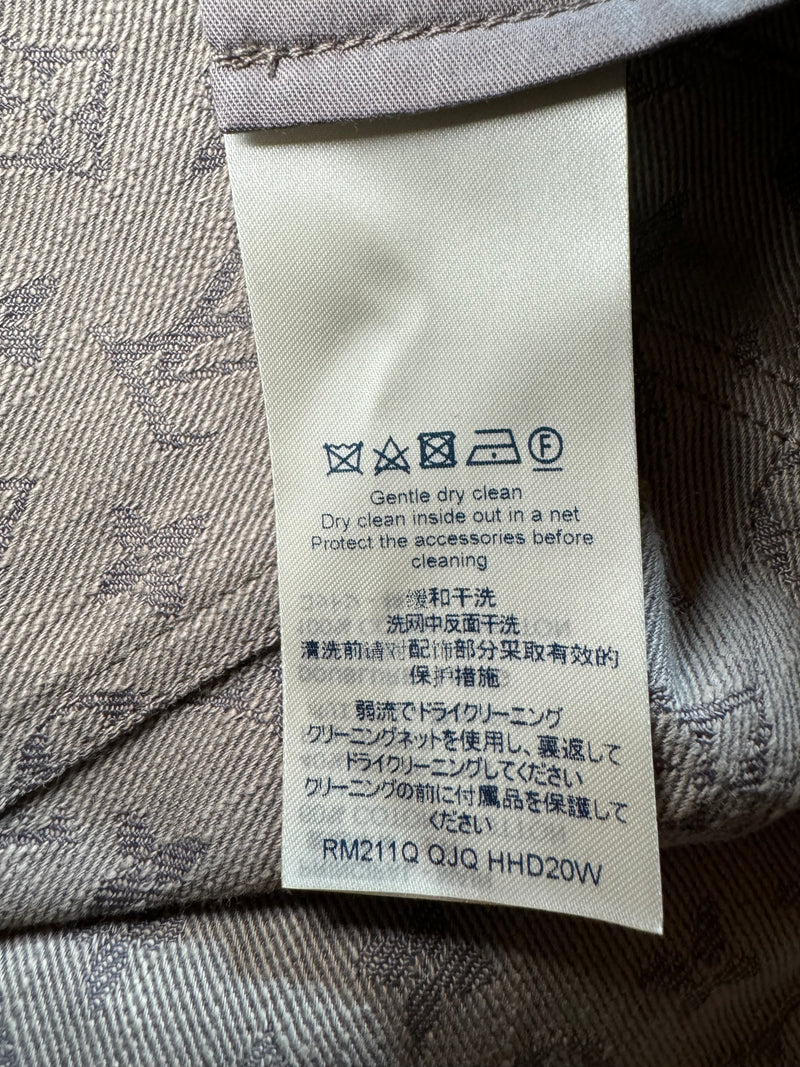 F
Gentle dry clean
Dry clean inside out in a net
Protect the accessories before
cleaning
缓和干洗
洗网中反面干洗
清洗前请对配饰部分采取有效的
保护措施
弱流でドライクリーニング
クリーニングネットを使用し、裏返して
ドライクリーニングしてください
クリーニングの前に付属品を保護して
ください
RM211Q QJQ HHD20W